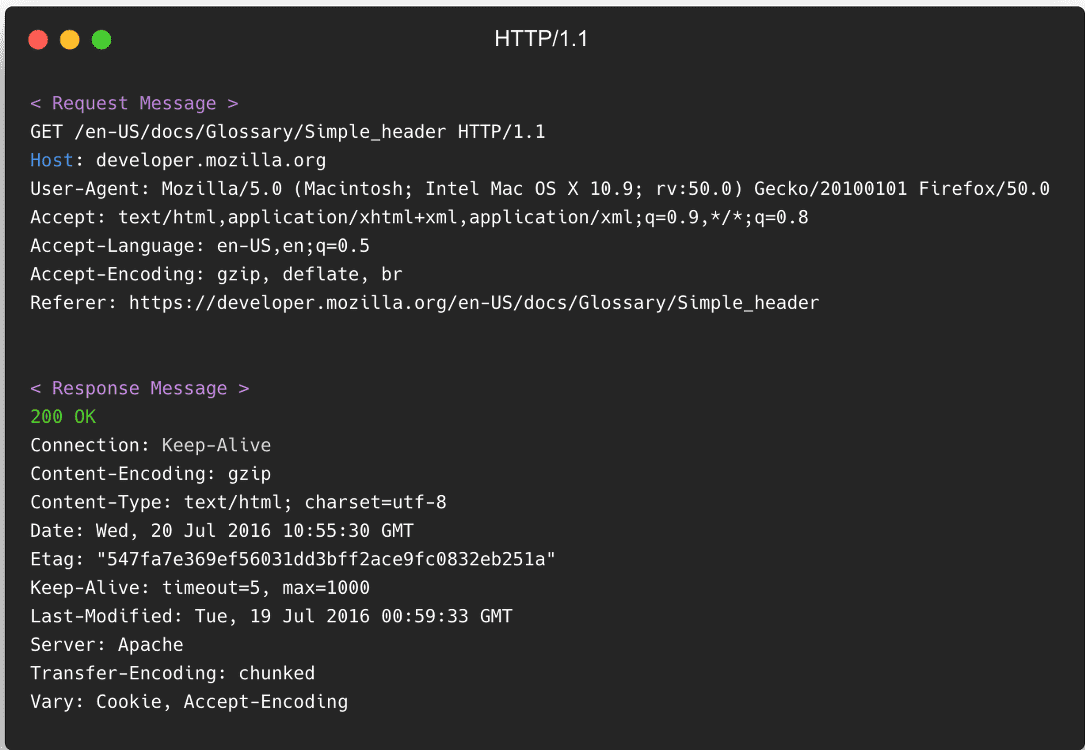 HTTP/1.1
< Request Message >
GET /en-US/docs/Glossary/Simple_header HTTP/1.1
Host: developer.mozilla.org
User-Agent: Mozilla/5.0 (Macintosh; Intel Mac OS X 10.9; rv:50.0) Gecko/20100101 Firefox/50.0
Accept: text/html,application/xhtml+xml,application/xml;q=0.9,*/*;q=0.8
Accept-Language: en-US,en;q=0.5
Accept-Encoding: gzip, deflate, br
Referer: https://developer.mozilla.org/en-US/docs/Glossary/Simple_header
< Response Message >
200 OK
Connection: Keep-Alive
Content-Encoding: gzip
Content-Type: text/html; charset=utf-8
Date: Wed, 20 Jul 2016 10:55:30 GMT
Etag: "547fa7e369ef56031dd3bff2ace9fc0832eb251a"
Keep-Alive: timeout=5, max=1000
Last-Modified: Tue, 19 Jul 2016 00:59:33 GMT
Server: Apache
Transfer-Encoding: chunked
Vary: Cookie, Accept-Encoding